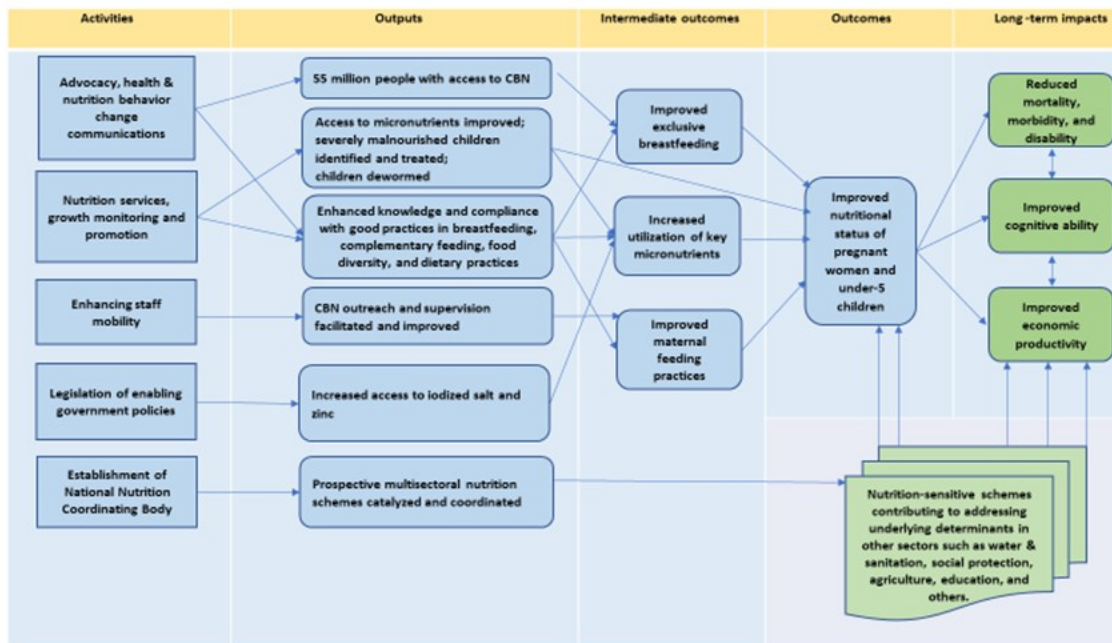 Activities
Outputs
Intermediate outcomes
Outcomes
Long -term impacts
Advocacy, health &
nutrition behavior
change
communications
Nutrition services,
growth monitoring and
promotion
Enhancing staff
mobility
Legislation of enabling
government policies
Establishment of
National Nutrition
Coordinating Body
55 million people with access to CBN
Access to micronutrients improved;
severely malnourished children
identified and treated;
children dewormed
Enhanced knowledge and compliance
with good practices in breastfeeding,
complementary feeding, food
diversity, and dietary practices
CBN outreach and supervision
facilitated and improved
Increased access to iodized salt and
zinc
Prospective multisectoral nutrition
schemes catalyzed and coordinated
Improved
exclusive
breastfeeding
Increased
utilization of key
micronutrients
Improved
maternal
feeding
practices
Improved
nutritional
status of
pregnant
women and
under-5
children
Reduced
mortality,
morbidity, and
disability
Improved
cognitive ability
Improved
economic
productivity
Nutrition-sensitive schemes
contributing to addressing
underlying determinants in
other sectors such as water &
sanitation, social protection,
agriculture, education, and
others.